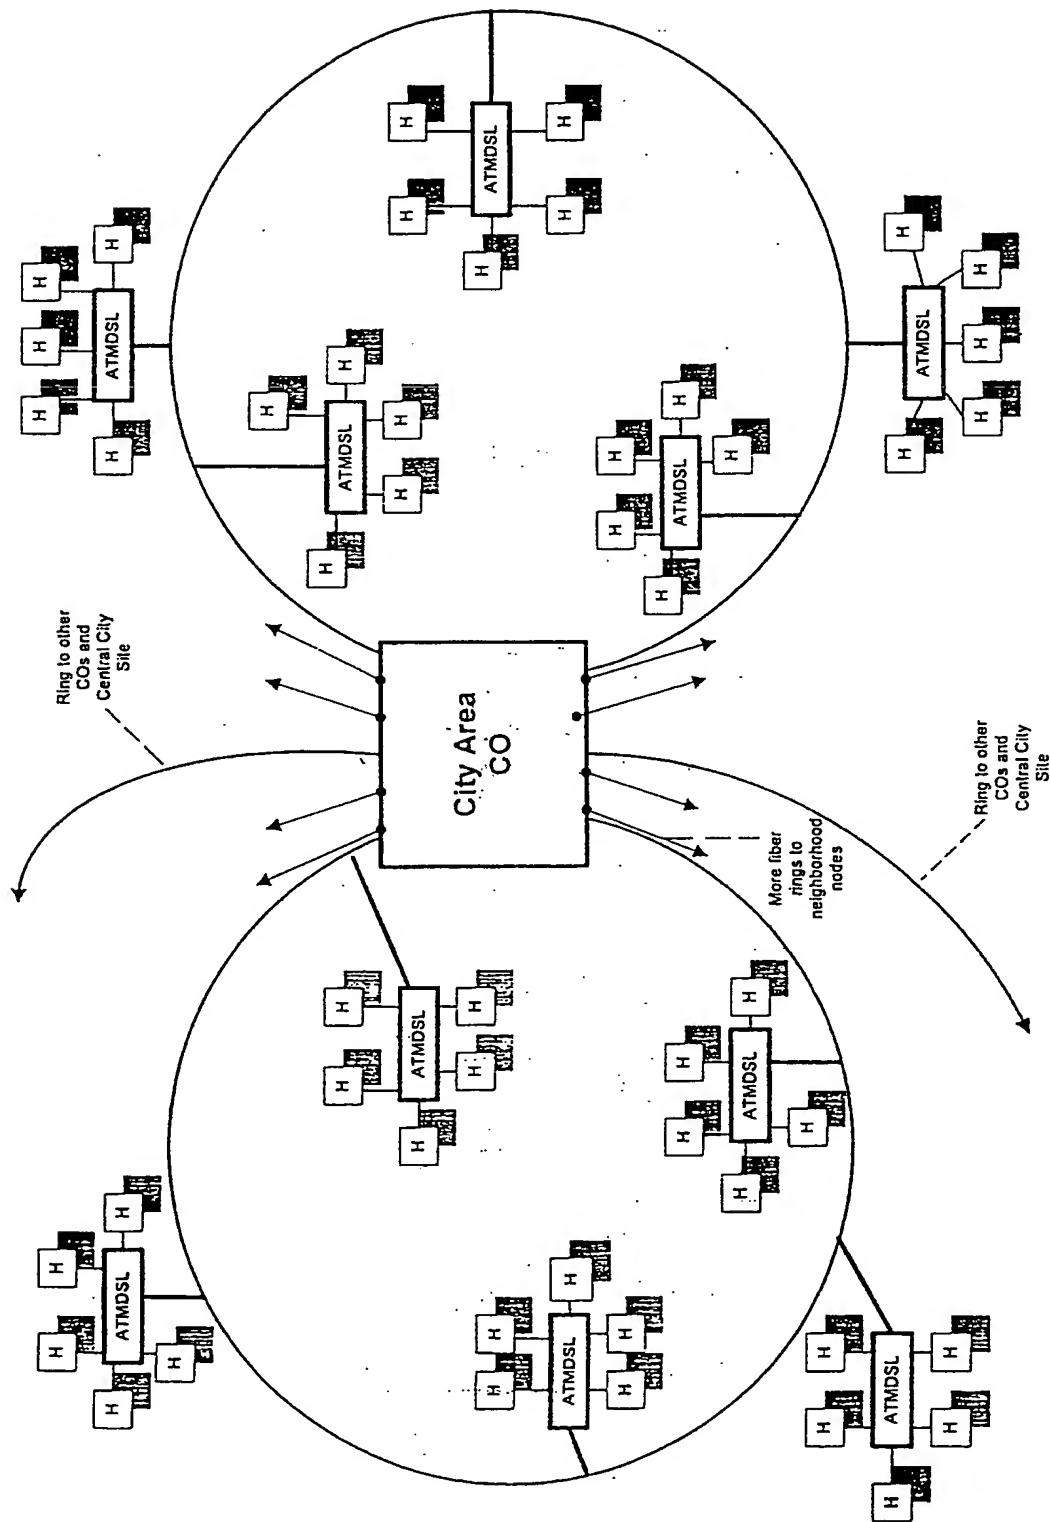 H H
H ATMDSL H
H
Ring to other
COs and
Central City
Site
H H H
H ATMDSL H
H H
H ATMDSL
H H
H
H ATMDSL H
H H
H H
H ATMDSL
H H
H H
ATMDSL H
H H
City Area
CO
H H
H ATMDSL H
H
H H
H ATMDSL H
H
More fiber
rings to
neighborhood
nodes
H H
H ATMDSL
H H
Ring to other
COs and
Central City
Site
H ATMDSL H
H H H